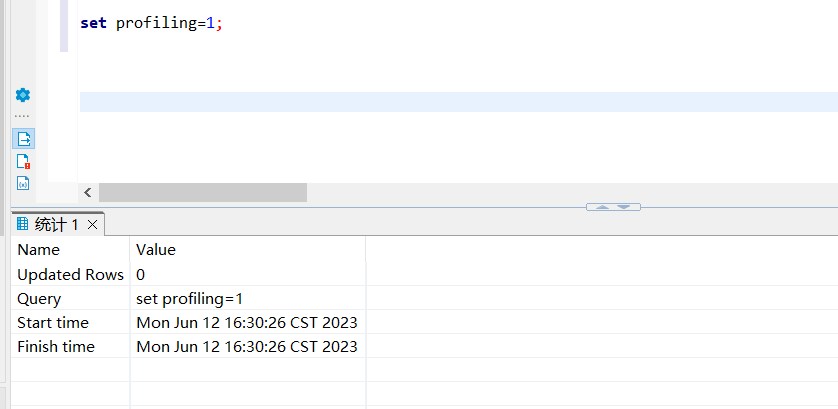 set profiling=1;
统计 1
Name Value
Updated Rows 0
Query set profiling=1
Start time Mon Jun 12 16:30:26 CST 2023
Finish time Mon Jun 12 16:30:26 CST 2023